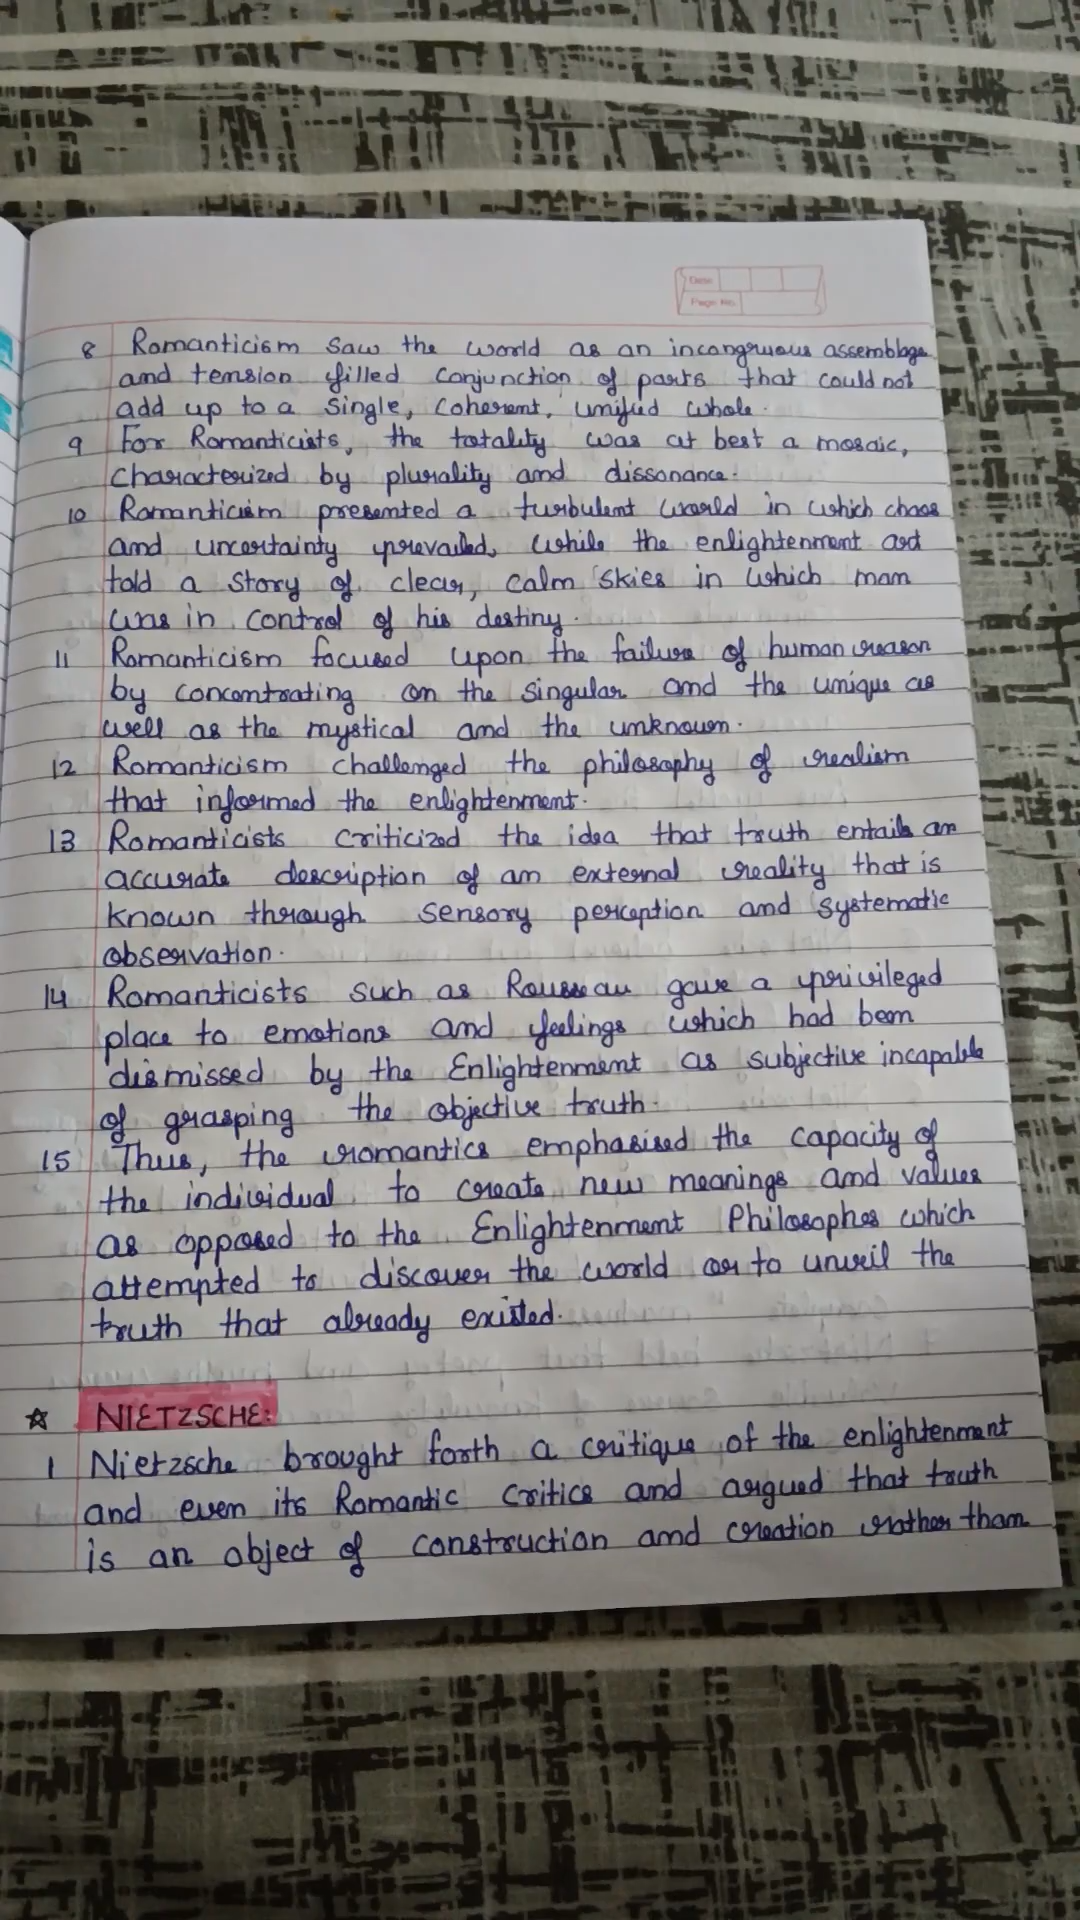 Date
Page No.
8 Romanticism saw the world as an incongruous assemblage
and tension filled conjunction of parts that could not
add up to a single, coherent, unified whole.
9 For Romanticists, the totality was at best a mosaic,
characterized by plurality and dissonance.
10 Romanticism presented a turbulent world in which chaos
and uncertainty prevailed, while the enlightenment art
told a story of clear, calm skies in which man
was in control of his destiny.
11 Romanticism focused upon the failure of human reason
by concentrating on the singular and the unique as
well as the mystical and the unknown.
12 Romanticism challenged the philosophy of realism
that informed the enlightenment.
13 Romanticists criticized the idea that truth entails an
accurate description of an external reality that is
known through sensory perception and systematic
observation.
14 Romanticists such as Rousseau gave a privileged
place to emotions and feelings which had been
dismissed by the Enlightenment as subjective incapable
of grasping the objective truth.
15 Thus, the romantics emphasised the capacity of
the individual to create new meanings and values
as opposed to the Enlightenment Philosophes which
attempted to discover the world or to unveil the
truth that already existed.
☆ NIETZSCHE:
1 Nietzsche brought forth a critique of the enlightenment
and even its Romantic critics and argued that truth
is an object of construction and creation rather than